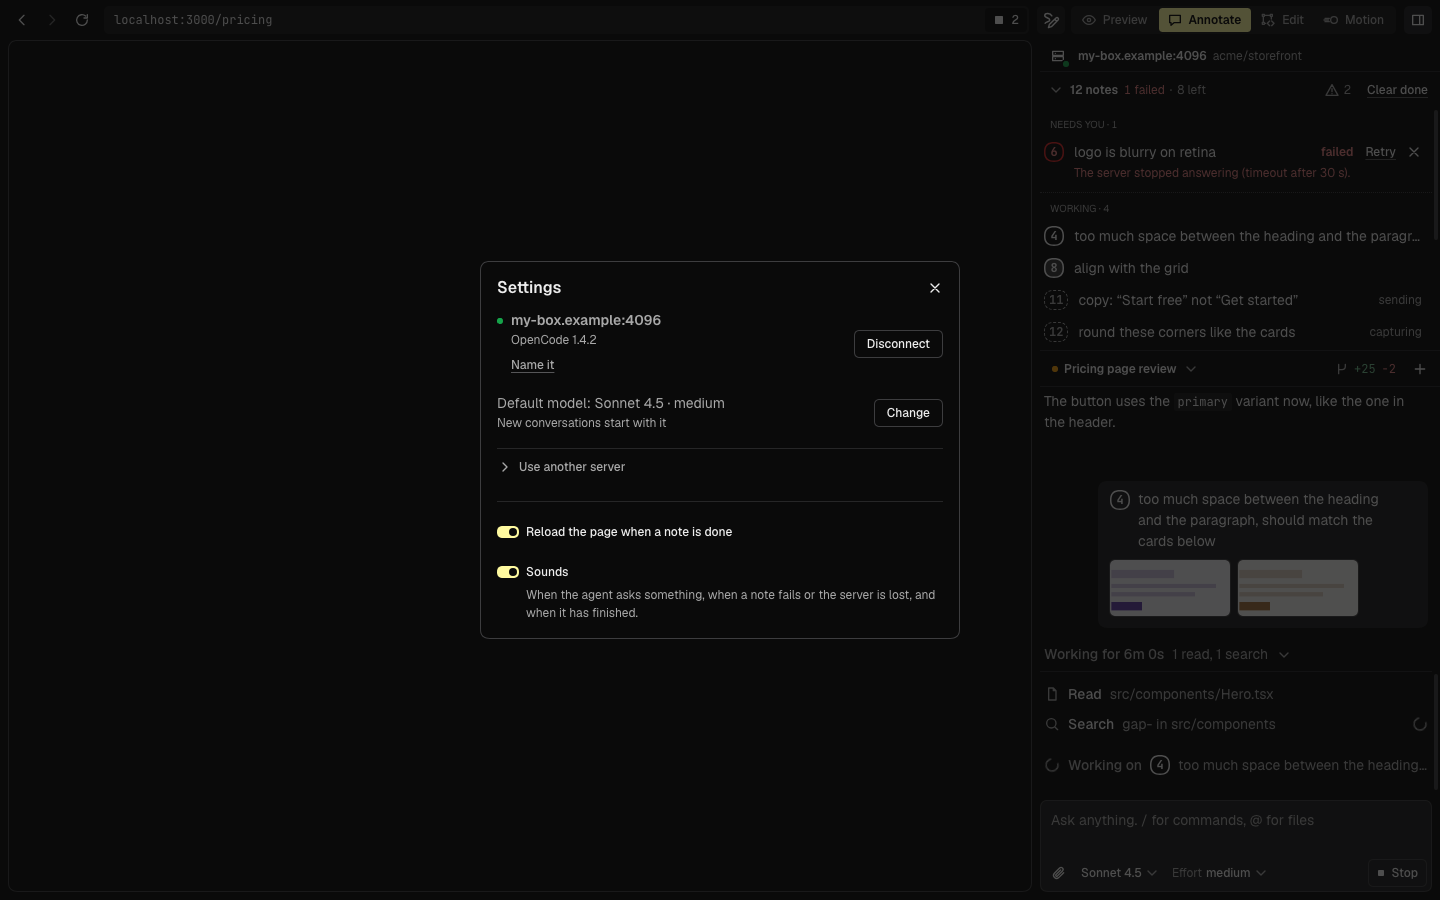 localhost:3000/pricing
2
Preview
Annotate
Edit
Motion
my-box.example:4096 acme/storefront
12 notes 1 failed · 8 left
2
Clear done
NEEDS YOU · 1
6 logo is blurry on retina failed Retry
The server stopped answering (timeout after 30 s).
WORKING · 4
4 too much space between the heading and the paragr...
8 align with the grid
11 copy: “Start free” not “Get started” sending
12 round these corners like the cards capturing
Pricing page review +25 -2
The button uses the primary variant now, like the one in
the header.
4 too much space between the heading
and the paragraph, should match the
cards below
Working for 6m 0s 1 read, 1 search
Read src/components/Hero.tsx
Search gap- in src/components
Working on 4 too much space between the heading...
Ask anything. / for commands, @ for files
Sonnet 4.5 Effort medium Stop
Settings
my-box.example:4096
OpenCode 1.4.2
Name it
Disconnect
Default model: Sonnet 4.5 · medium
New conversations start with it
Change
Use another server
Reload the page when a note is done
Sounds
When the agent asks something, when a note fails or the server is lost, and
when it has finished.